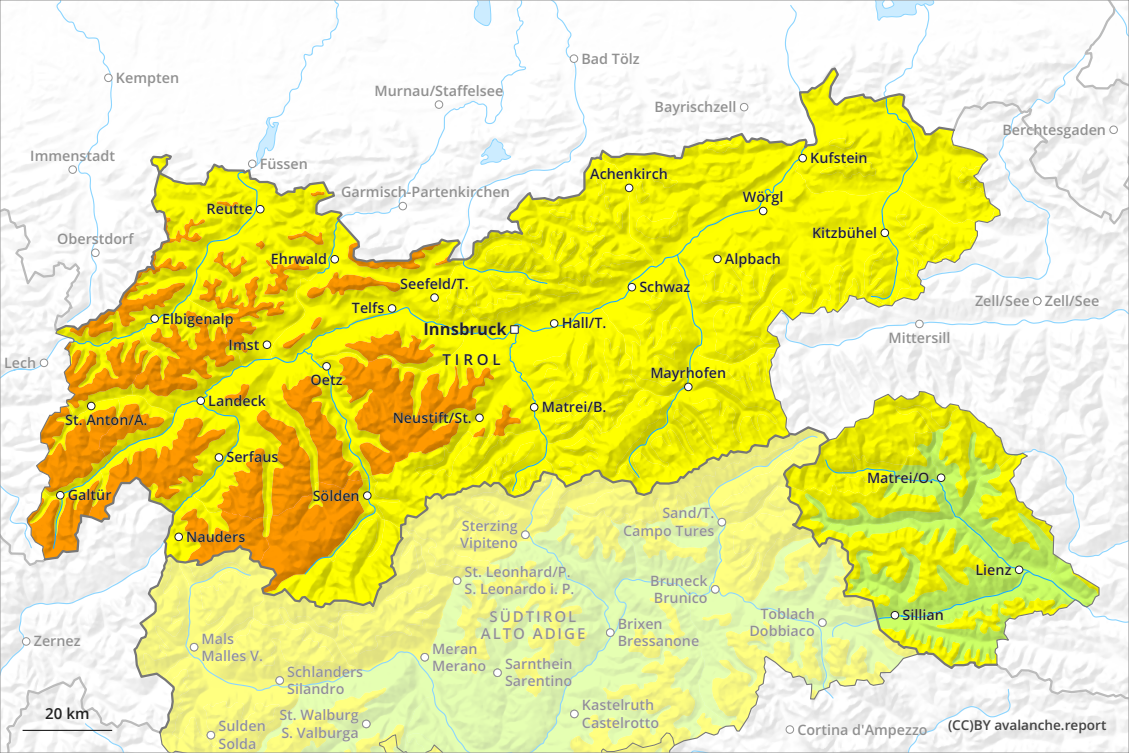 Kempten
Bad Tölz
Murnau/Staffelsee
Bayrischzell
Berchtesgaden
Immenstadt
Füssen
Kufstein
Achenkirch
Garmisch-Partenkirchen
Wörgl
Reutte
Kitzbühel
Oberstdorf
Ehrwald
Alpbach
Seefeld/T.
Schwaz
Zell/See
Zell/See
Telfs
Elbigenalp
Innsbruck
Hall/T.
Mittersill
Imst
Lech
TIROL
Oetz
Mayrhofen
Landeck
Matrei/B.
St. Anton/A.
Neustift/St.
Serfaus
Matrei/O.
Galtür
Sölden
Sand/T.
Campo Tures
Sterzing
Vipiteno
Nauders
St. Leonhard/P.
S. Leonardo i. P.
Lienz
Bruneck
Brunico
SÜDTIROL
ALTO ADIGE
Toblach
Dobbiaco
Sillian
Brixen
Bressanone
Zernez
Mals
Malles V.
Meran
Merano
Sarnthein
Sarentino
Schlanders
Silandro
20 km
St. Walburg
S. Valburga
Kastelruth
Castelrotto
Sulden
Solda
Cortina d'Ampezzo
(CC)BY avalanche.report